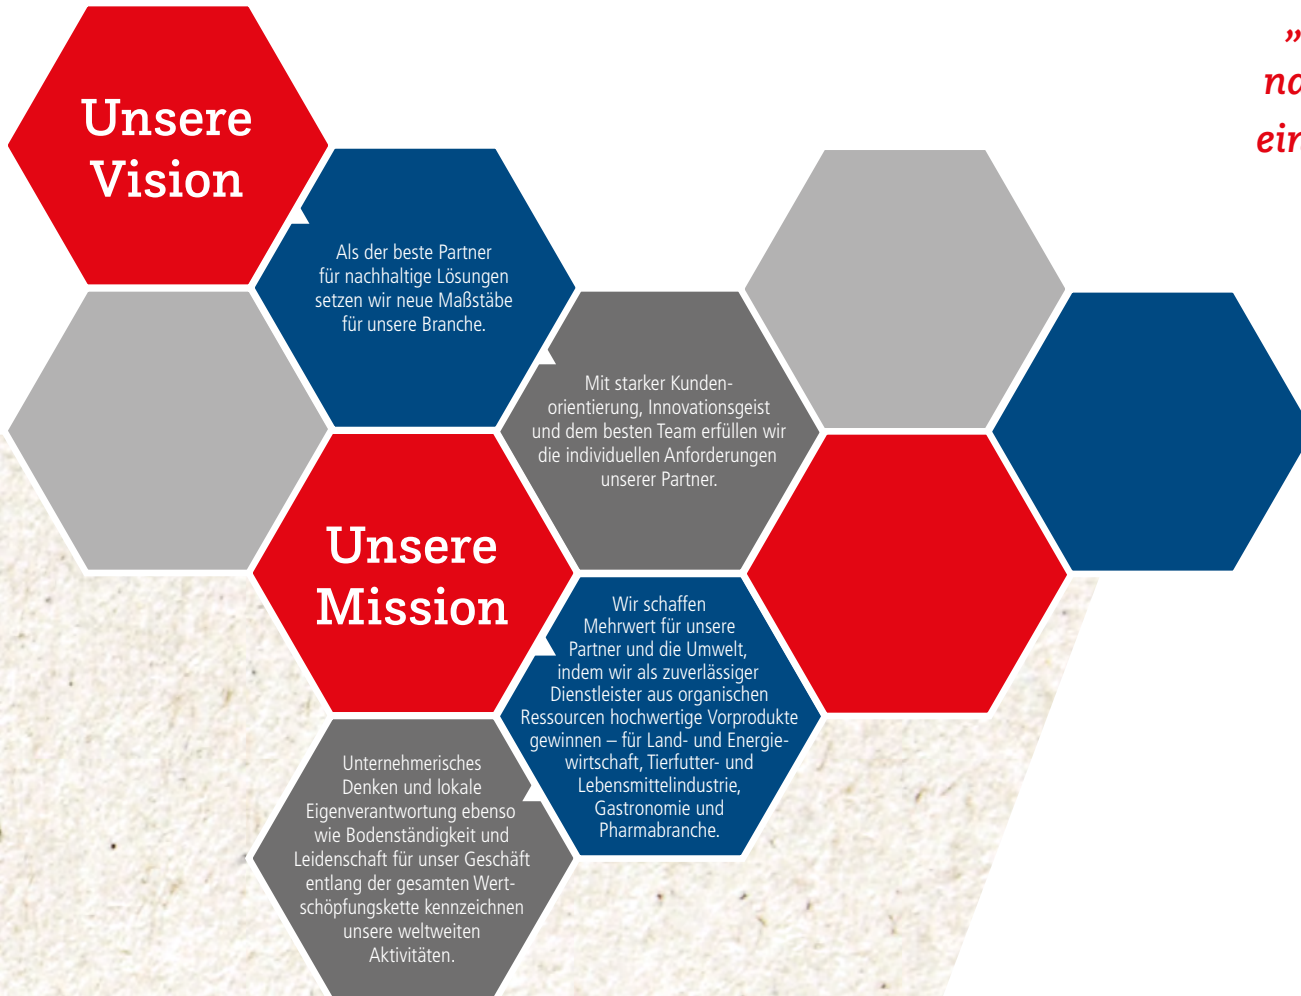 Unsere
Vision
Als der beste Partner
für nachhaltige Lösungen
setzen wir neue Maßstäbe
für unsere Branche.
Mit starker Kunden-
orientierung, Innovationsgeist
und dem besten Team erfüllen wir
die individuellen Anforderungen
unserer Partner.
Unsere
Mission
Wir schaffen
Mehrwert für unsere
Partner und die Umwelt,
indem wir als zuverlässiger
Dienstleister aus organischen
Ressourcen hochwertige Vorprodukte
gewinnen – für Land- und Energie-
wirtschaft, Tierfutter- und
Lebensmittelindustrie,
Gastronomie und
Pharmabranche.
Unternehmerisches
Denken und lokale
Eigenverantwortung ebenso
wie Bodenständigkeit und
Leidenschaft für unser Geschäft
entlang der gesamten Wert-
schöpfungskette kennzeichnen
unsere weltweiten
Aktivitäten.